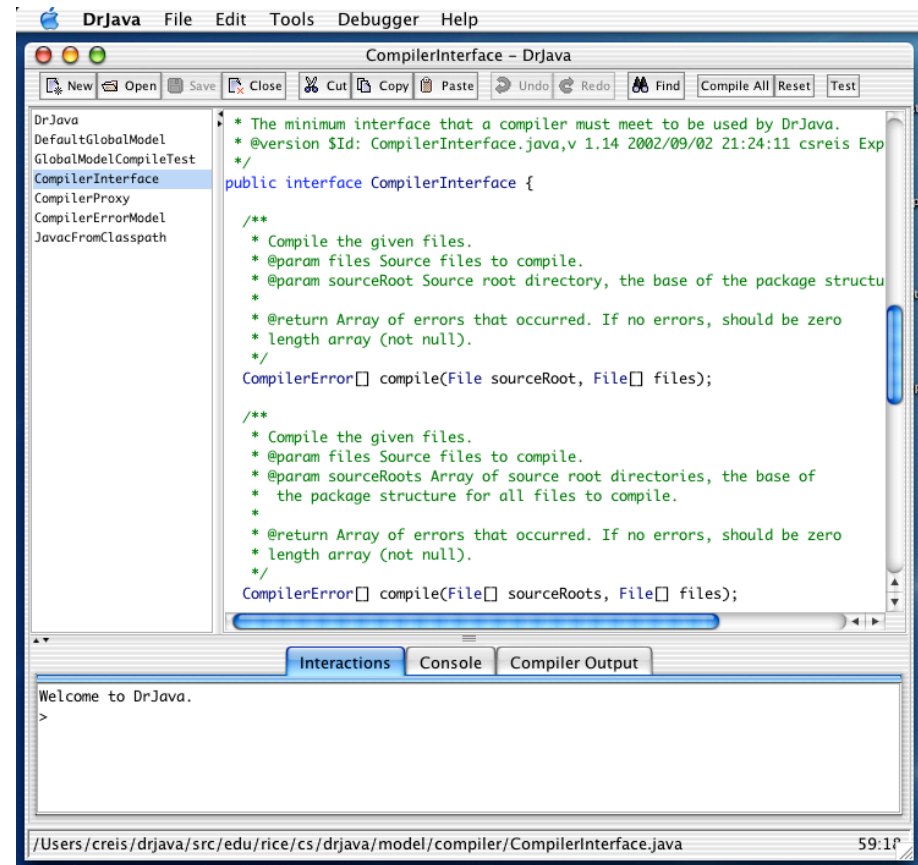 DrJava File Edit Tools Debugger Help
CompilerInterface – DrJava
New Open Save Close Cut Copy Paste Undo Redo Find Compile All Reset Test
DrJava
DefaultGlobalModel
GlobalModelCompileTest
CompilerInterface
CompilerProxy
CompilerErrorModel
JavacFromClasspath
* The minimum interface that a compiler must meet to be used by DrJava.
* @version $Id: CompilerInterface.java,v 1.14 2002/09/02 21:24:11 csreis Exp
*/
public interface CompilerInterface {
/**
* Compile the given files.
* @param files Source files to compile.
* @param sourceRoot Source root directory, the base of the package structu
*
* @return Array of errors that occurred. If no errors, should be zero
* length array (not null).
*/
CompilerError[] compile(File sourceRoot, File[] files);
/**
* Compile the given files.
* @param files Source files to compile.
* @param sourceRoots Array of source root directories, the base of
* the package structure for all files to compile.
*
* @return Array of errors that occurred. If no errors, should be zero
* length array (not null).
*/
CompilerError[] compile(File[] sourceRoots, File[] files);
Interactions Console Compiler Output
Welcome to DrJava.
>
/Users/creis/drjava/src/edu/rice/cs/drjava/model/compiler/CompilerInterface.java